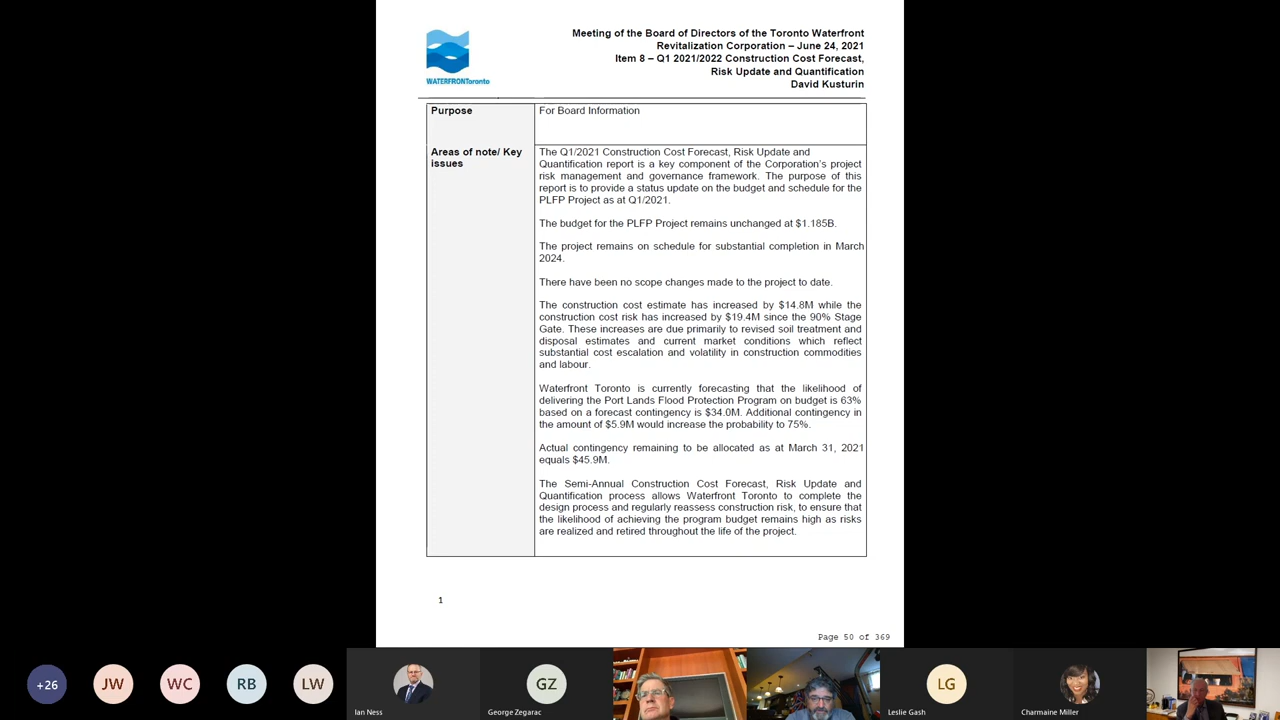 Meeting of the Board of Directors of the Toronto Waterfront
Revitalization Corporation – June 24, 2021
Item 8 – Q1 2021/2022 Construction Cost Forecast,
Risk Update and Quantification
David Kusturin
WATERFRONToronto
Purpose
For Board Information
Areas of note/ Key
issues
The Q1/2021 Construction Cost Forecast, Risk Update and
Quantification report is a key component of the Corporation's project
risk management and governance framework. The purpose of this
report is to provide a status update on the budget and schedule for the
PLFP Project as at Q1/2021.
The budget for the PLFP Project remains unchanged at $1.185B.
The project remains on schedule for substantial completion in March
2024.
There have been no scope changes made to the project to date.
The construction cost estimate has increased by $14.8M while the
construction cost risk has increased by $19.4M since the 90% Stage
Gate. These increases are due primarily to revised soil treatment and
disposal estimates and current market conditions which reflect
substantial cost escalation and volatility in construction commodities
and labour.
Waterfront Toronto is currently forecasting that the likelihood of
delivering the Port Lands Flood Protection Program on budget is 63%
based on a forecast contingency is $34.0M. Additional contingency in
the amount of $5.9M would increase the probability to 75%.
Actual contingency remaining to be allocated as at March 31, 2021
equals $45.9M.
The Semi-Annual Construction Cost Forecast, Risk Update and
Quantification process allows Waterfront Toronto to complete the
design process and regularly reassess construction risk, to ensure that
the likelihood of achieving the program budget remains high as risks
are realized and retired throughout the life of the project.
1
Page 50 of 369
+26
JW
WC
RB
LW
Ian Ness
GZ
George Zegarac
LG
Leslie Gash
Charmaine Miller